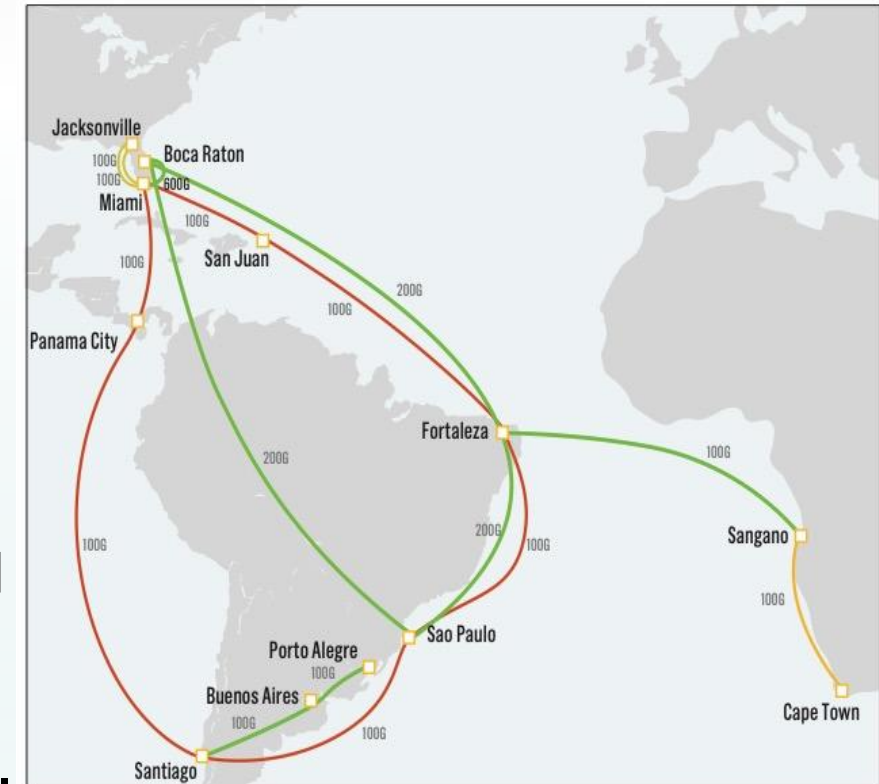 Jacksonville
Boca Raton
100G
100G
600G
Miami
100G
San Juan
100G
200G
100G
Panama City
Fortaleza
100G
200G
Sangano
200G
100G
100G
100G
Sao Paulo
Porto Alegre
100G
Buenos Aires
Cape Town
100G
100G
Santiago